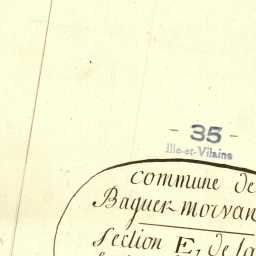 - 35 -
Ille-et-Vilaine
Commune de
Baguer-morvan
Section E, de la